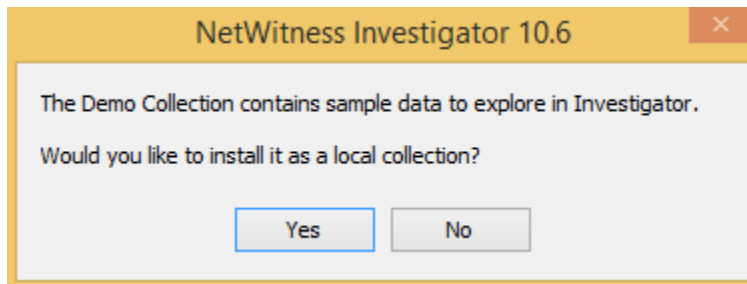 NetWitness Investigator 10.6
The Demo Collection contains sample data to explore in Investigator.
Would you like to install it as a local collection?
Yes No